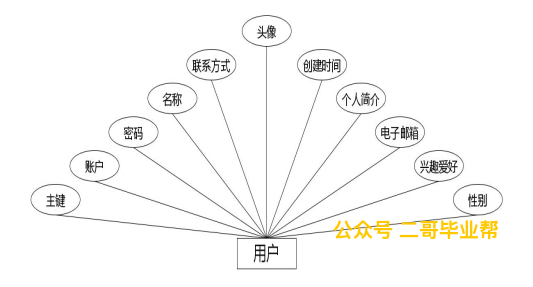 头像
联系方式
创建时间
名称
个人简介
密码
电子邮箱
账户
兴趣爱好
主键
性别
公众号 二哥毕业帮
用户